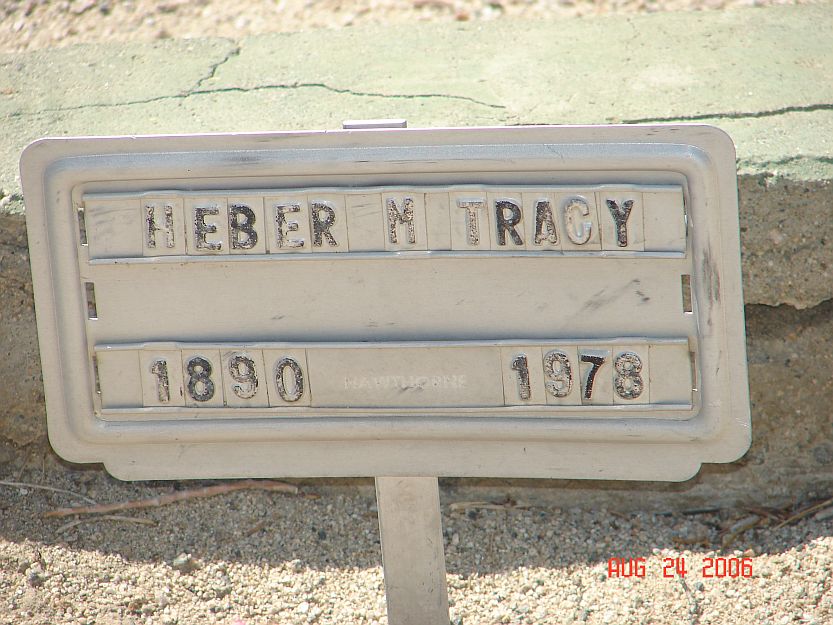 HEBER M TRACY
1890 HAWTHORNE 1978
AUG 24 2006